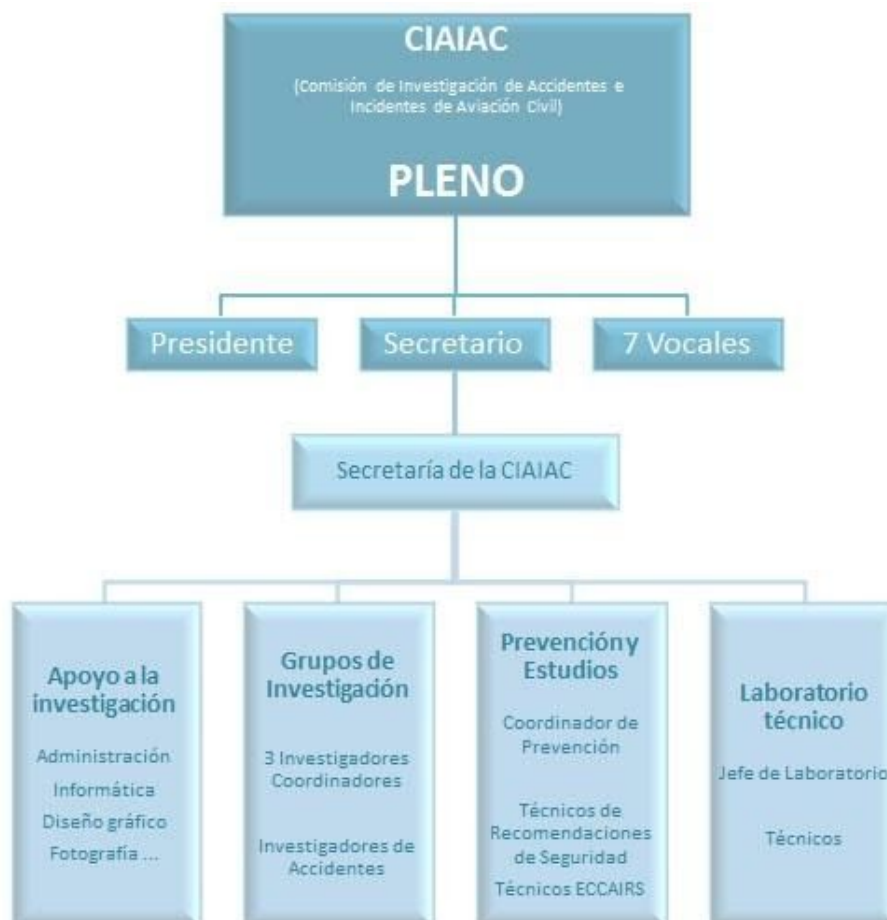 CIAIAC
(Comisión de Investigación de Accidentes e
Incidentes de Aviación Civil)
PLENO
Presidente
Secretario
7 Vocales
Secretaría de la CIAIAC
Apoyo a la
investigación
Administración
Informática
Diseño gráfico
Fotografía ...
Grupos de
Investigación
3 Investigadores
Coordinadores
Investigadores de
Accidentes
Prevención y
Estudios
Coordinador de
Prevención
Técnicos de
Recomendaciones
de Seguridad
Técnicos ECCAIRS
Laboratorio
técnico
Jefe de Laboratorio
Técnicos